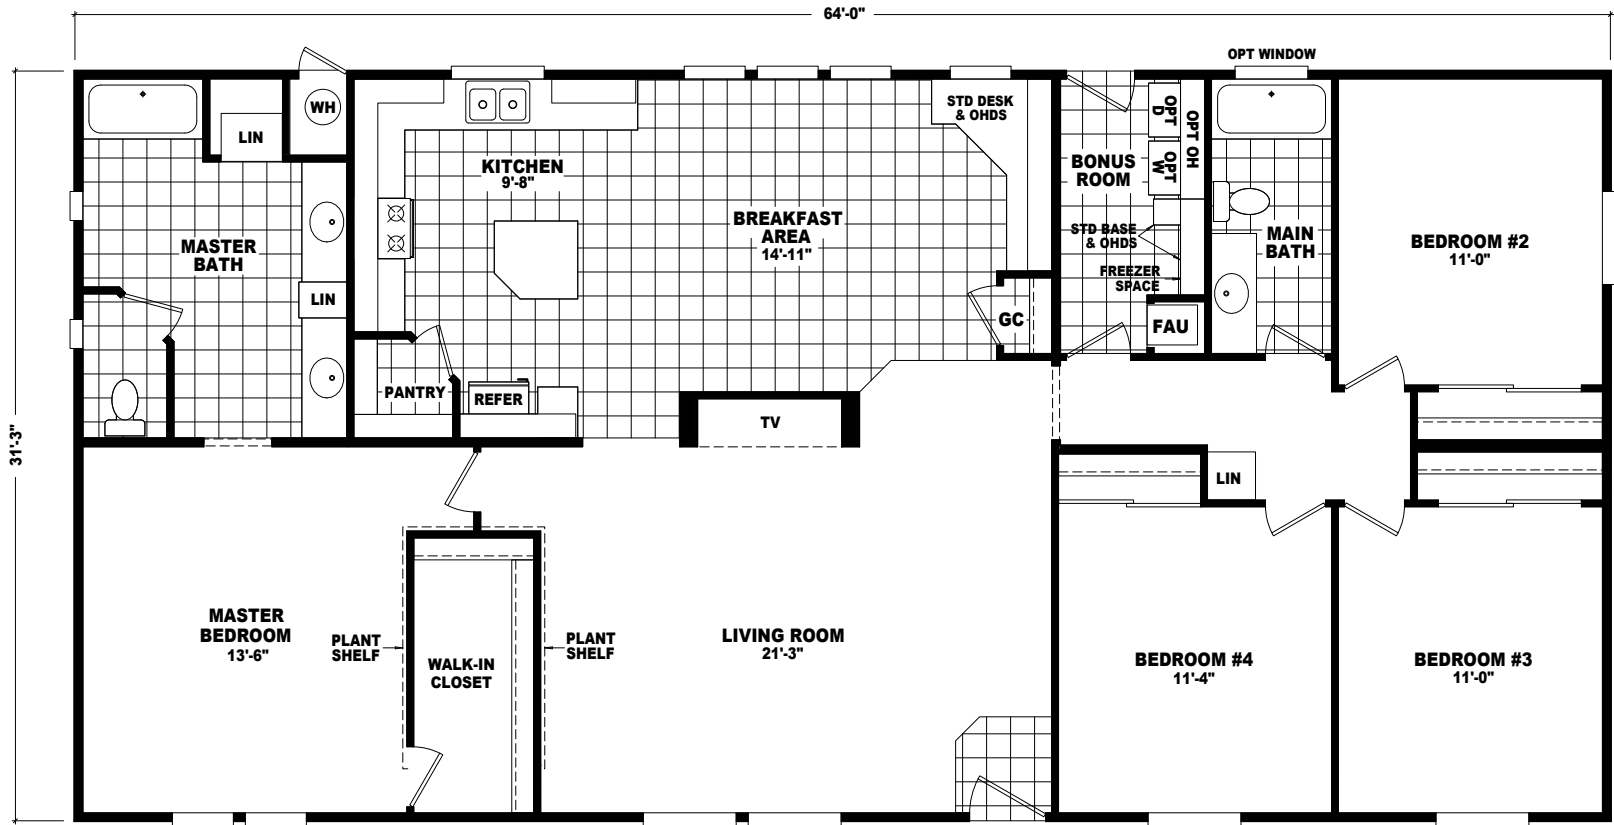 64'-0"
OPT WINDOW
WH
LIN
STD DESK
& OHDS
OPT
D
OPT OH
OPT
W
KITCHEN
9'-8"
BONUS
ROOM
BREAKFAST
AREA
14'-11"
STD BASE
& OHDS
MAIN
BATH
BEDROOM #2
11'-0"
MASTER
BATH
FREEZER
SPACE
LIN
GC
FAU
PANTRY
REFER
TV
31'-3"
LIN
MASTER
BEDROOM
13'-6"
PLANT
SHELF
PLANT
SHELF
WALK-IN
CLOSET
LIVING ROOM
21'-3"
BEDROOM #4
11'-4"
BEDROOM #3
11'-0"